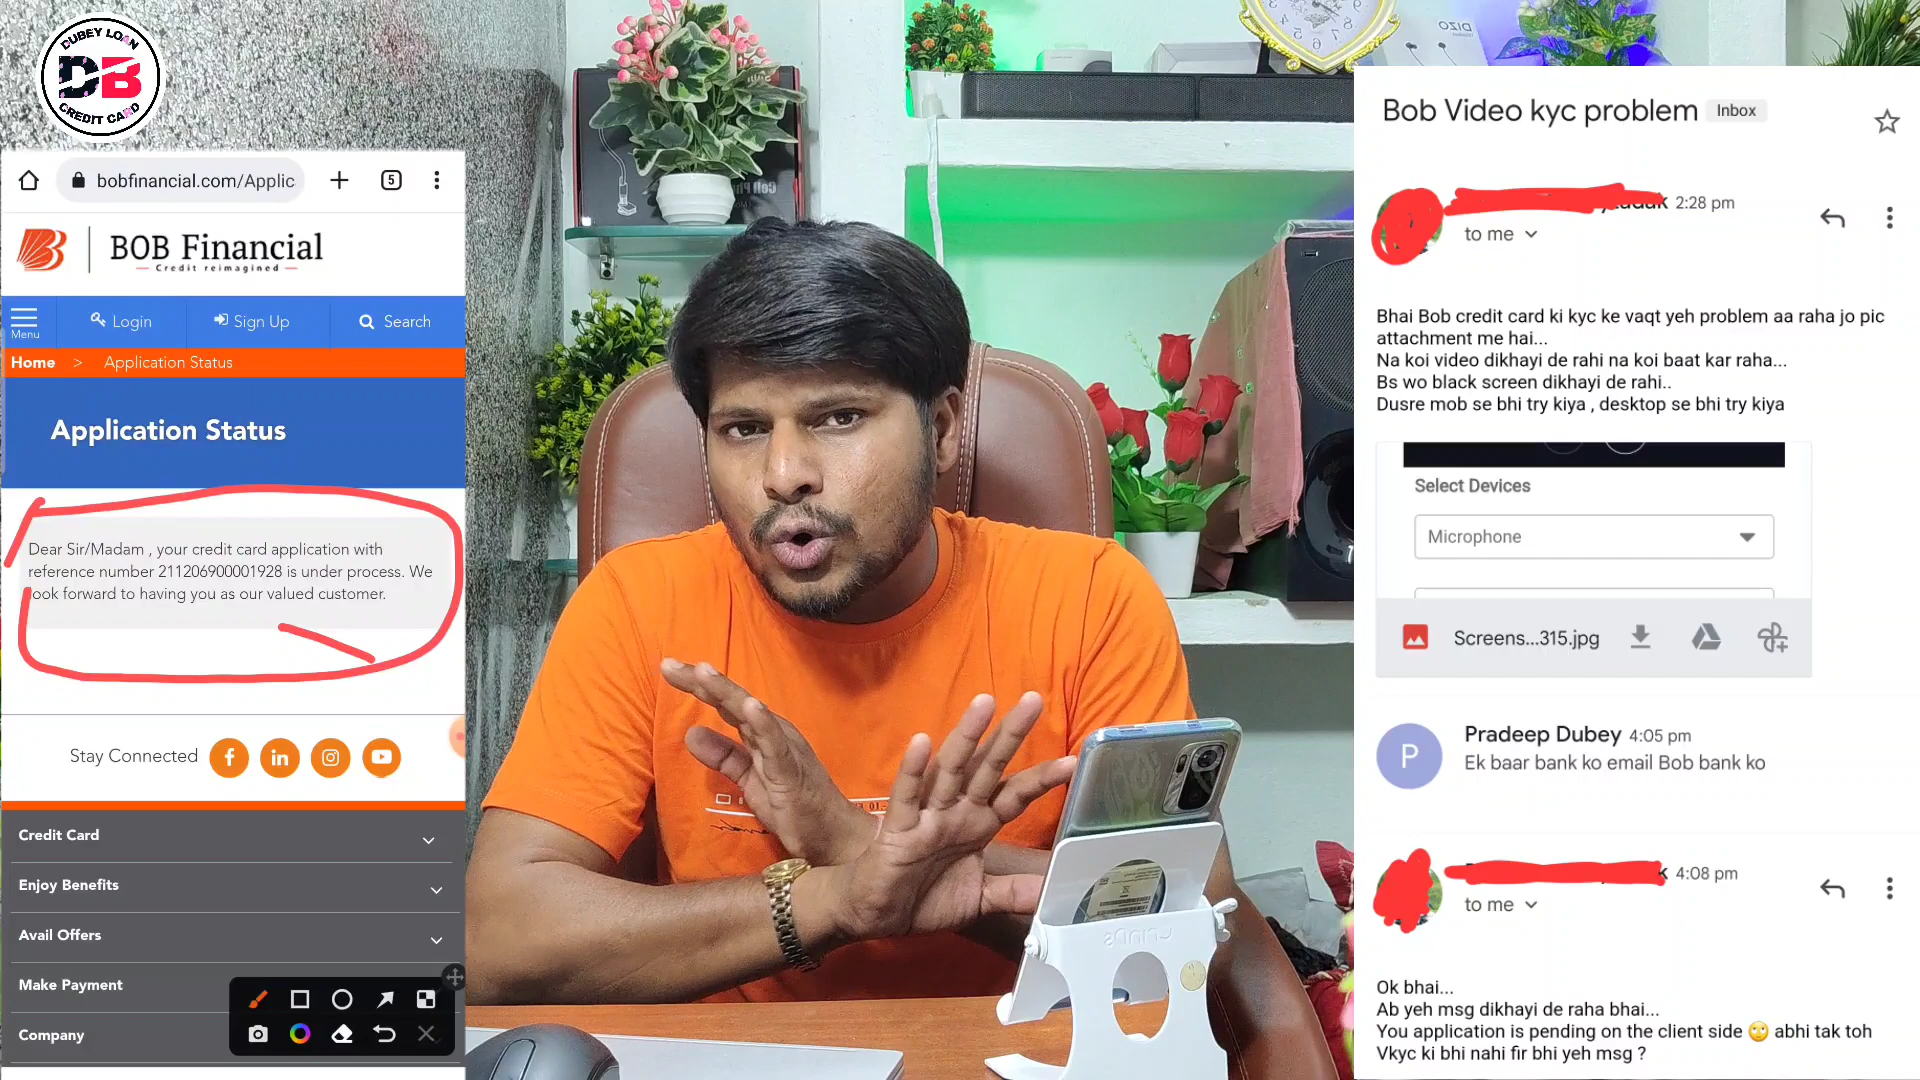 DUBEY LOAN
DB
CREDIT CARD
bobfinancial.com/Applic
5
BOB Financial
Credit reimagined
Menu
Login
Sign Up
Search
Home > Application Status
Application Status
Dear Sir/Madam , your credit card application with
reference number 211206900001928 is under process. We
look forward to having you as our valued customer.
Stay Connected
Credit Card
Enjoy Benefits
Avail Offers
Make Payment
Company
DIZO
Bob Video kyc problem
Inbox
2:28 pm
to me
Bhai Bob credit card ki kyc ke vaqt yeh problem aa raha jo pic
attachment me hai...
Na koi video dikhayi de rahi na koi baat kar raha...
Bs wo black screen dikhayi de rahi..
Dusre mob se bhi try kiya , desktop se bhi try kiya
Select Devices
Microphone
Screens...315.jpg
P
Pradeep Dubey 4:05 pm
Ek baar bank ko email Bob bank ko
k 4:08 pm
to me
Ok bhai...
Ab yeh msg dikhayi de raha bhai...
You application is pending on the client side 🙄 abhi tak toh
Vkyc ki bhi nahi fir bhi yeh msg ?